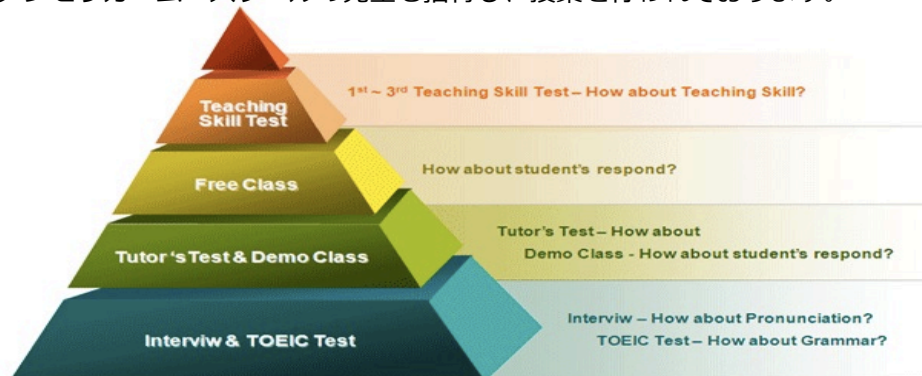 1st ~ 3rd Teaching Skill Test – How about Teaching Skill?
Teaching
Skill Test
How about student's respond?
Free Class
Tutor's Test – How about
Demo Class - How about student's respond?
Tutor 's Test & Demo Class
Interviw – How about Pronunciation?
TOEIC Test – How about Grammar?
Interviw & TOEIC Test